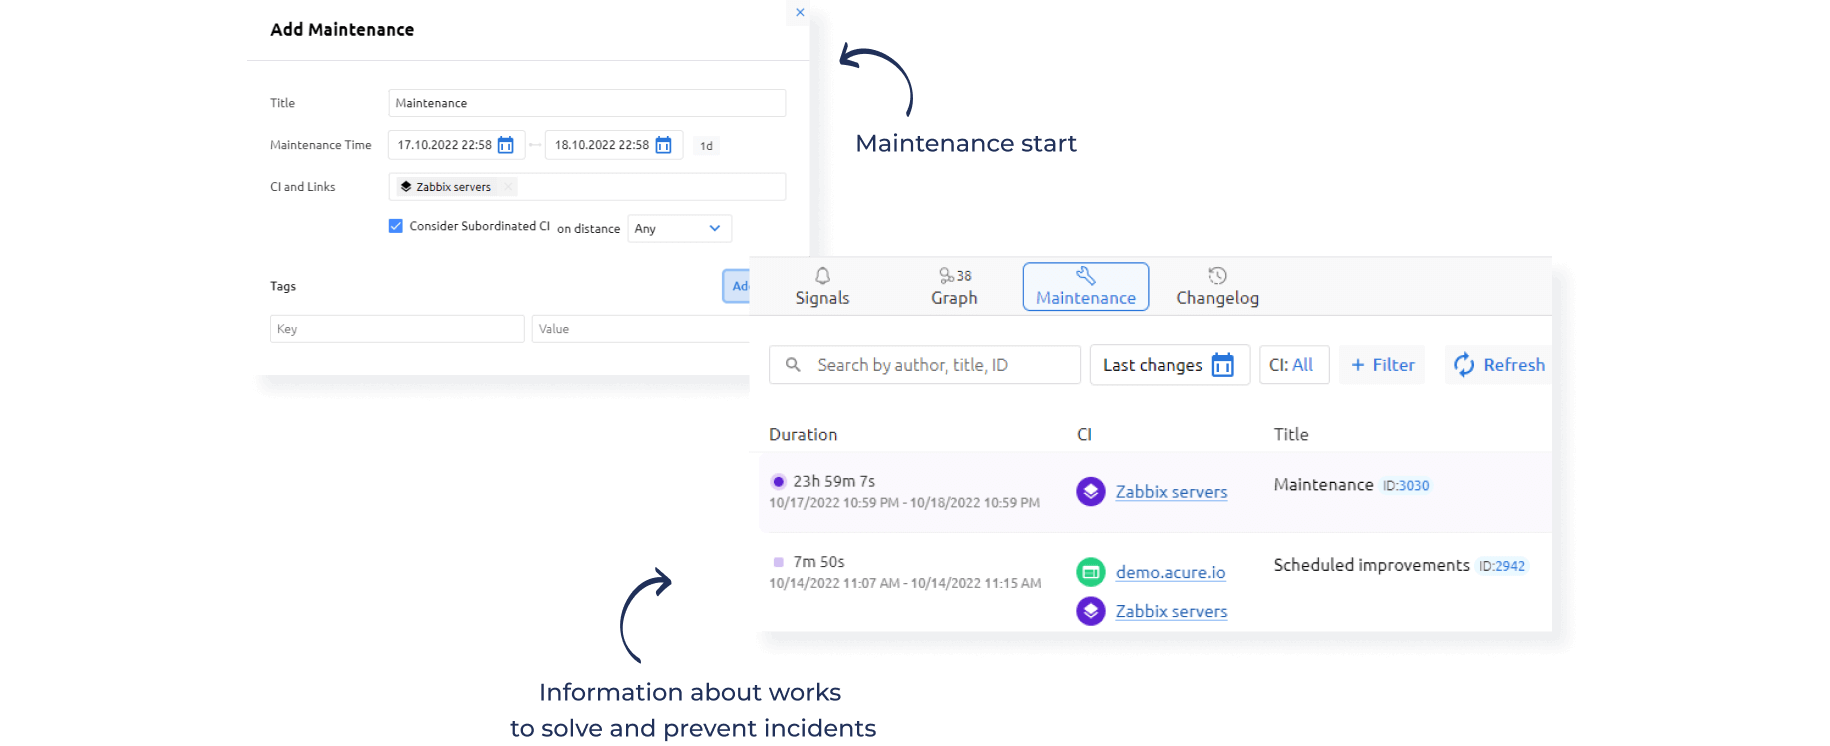 Add Maintenance
Title
Maintenance
Maintenance Time
17.10.2022 22:58
18.10.2022 22:58
1d
CI and Links
Zabbix servers
Consider Subordinated CI on distance
Any
Tags
Key
Value
Maintenance start
Signals
38
Graph
Maintenance
Changelog
Search by author, title, ID
Last changes
CI: All
+ Filter
Refresh
Duration
CI
Title
23h 59m 7s
10/17/2022 10:59 PM - 10/18/2022 10:59 PM
Zabbix servers
Maintenance ID:3030
7m 50s
10/14/2022 11:07 AM - 10/14/2022 11:15 AM
demo.acure.io
Zabbix servers
Scheduled improvements ID:2942
Information about works
to solve and prevent incidents